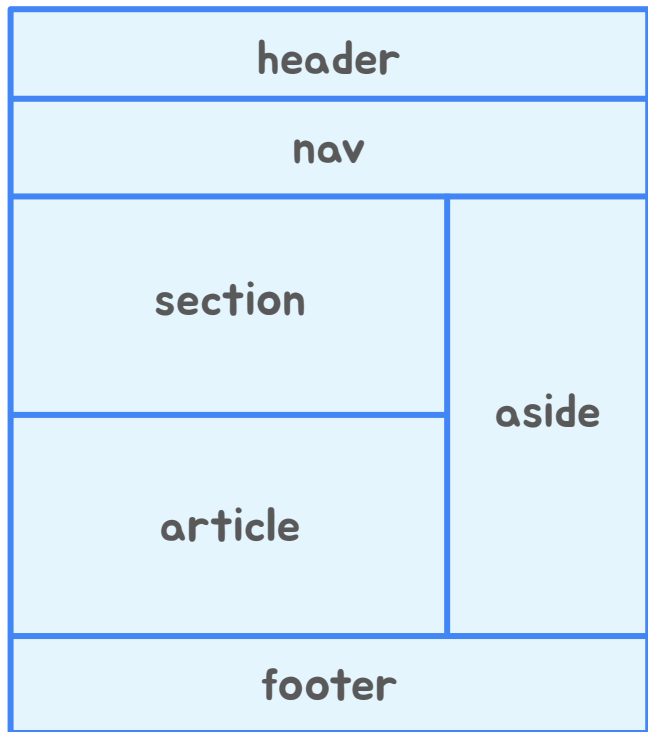 header
nav
section
aside
article
footer